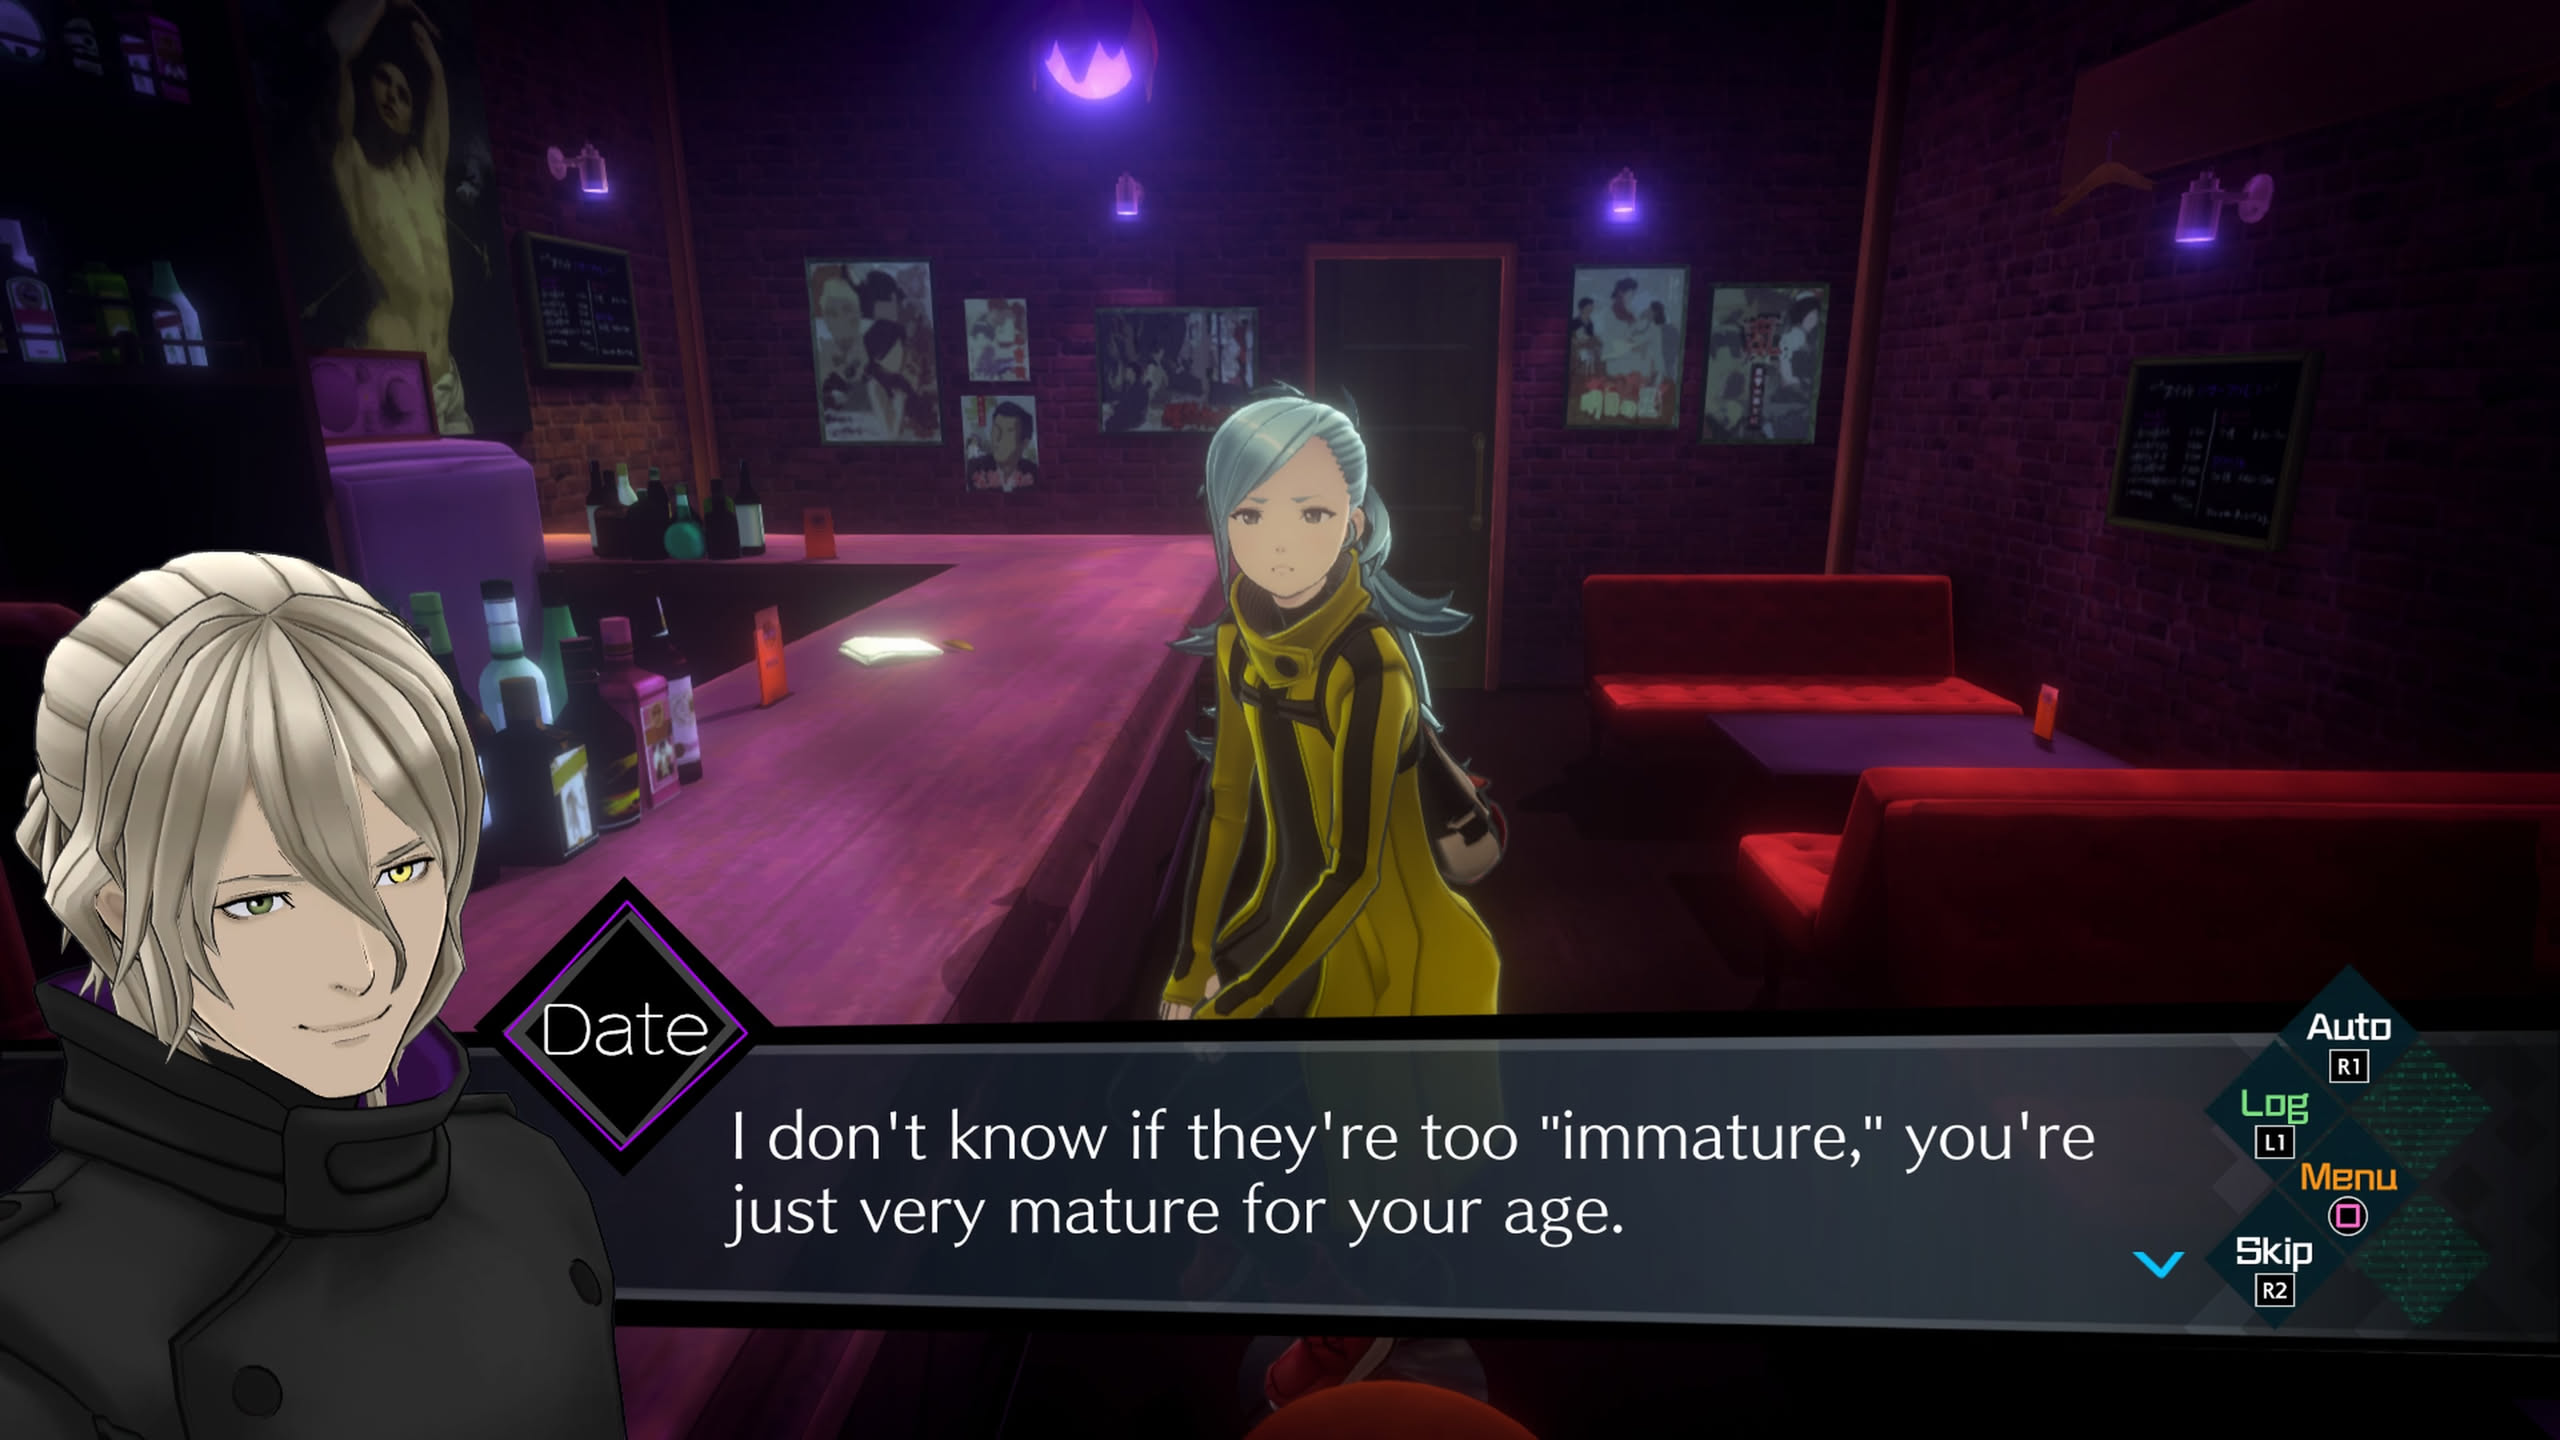 Date
I don't know if they're too "immature," you're
just very mature for your age.
Auto
R1
Log
L1
Menu
Skip
R2